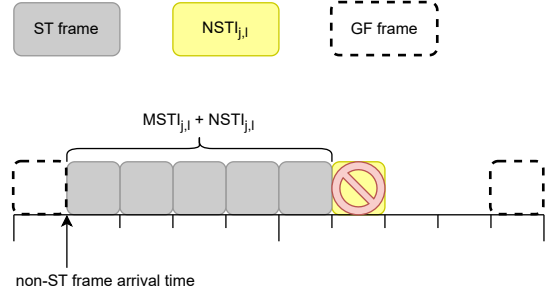 ST frame
NSTI_{j,l}
GF frame
MSTI_{j,l} + NSTI_{j,l}
non-ST frame arrival time